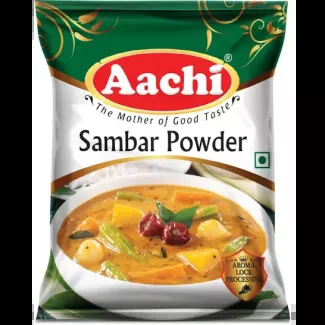 Aachi®
The Mother of Good Taste
Sambar Powder
AROMA
LOCK
PROCESSING